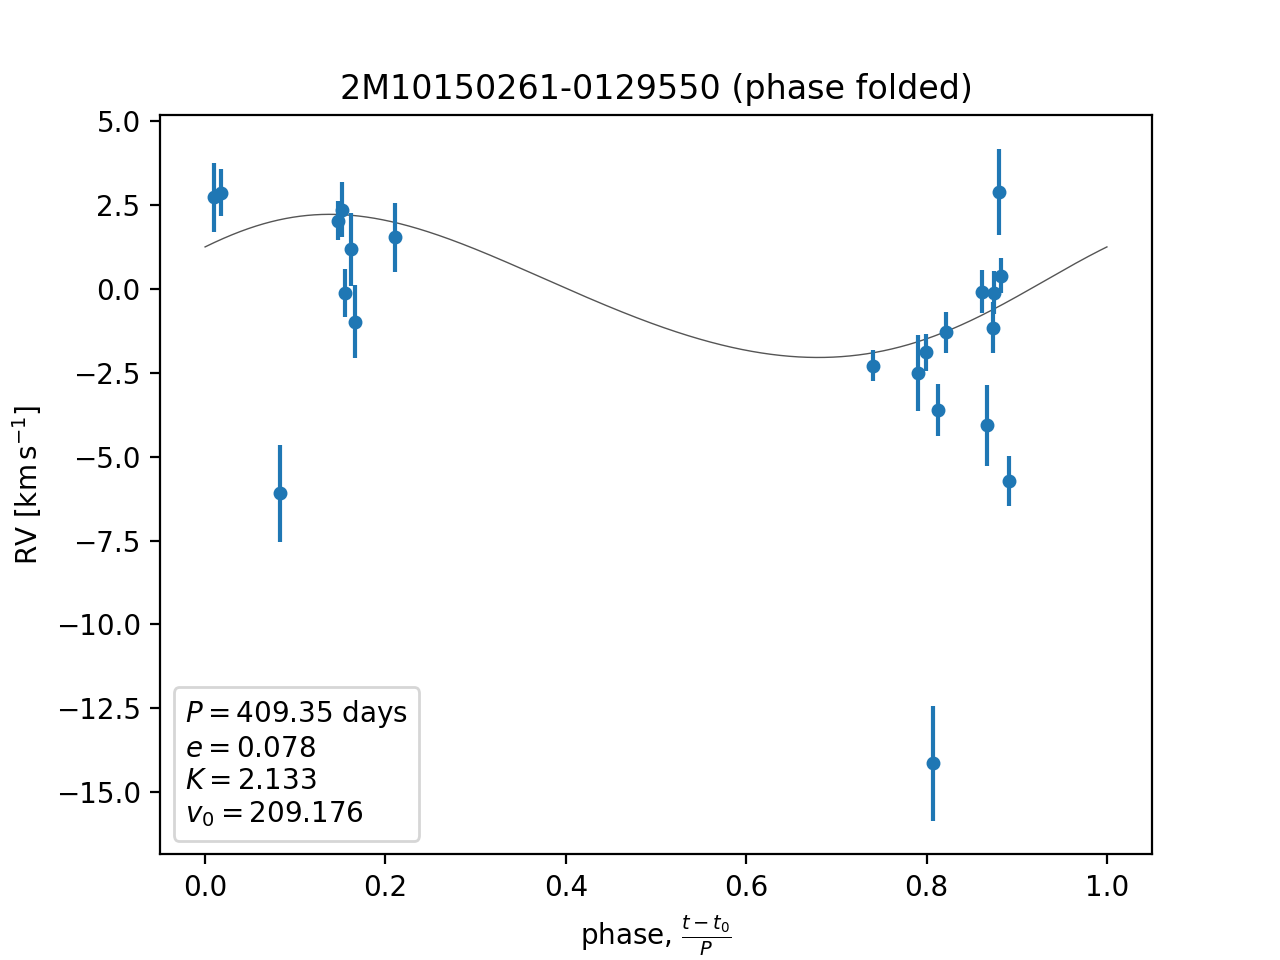 2M10150261-0129550 (phase folded)
5.0
2.5
0.0
−2.5
−5.0
−7.5
−10.0
−12.5
−15.0
RV [km s⁻¹]
P = 409.35 days
e = 0.078
K = 2.133
v₀ = 209.176
0.0 0.2 0.4 0.6 0.8 1.0
phase, (t − t₀)/P